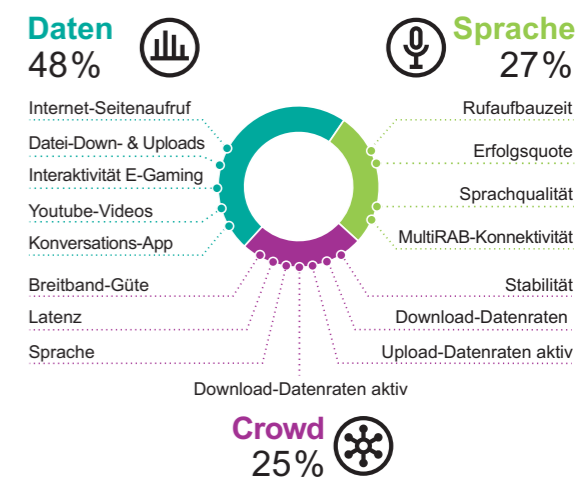 Daten
48%
Sprache
27%
Internet-Seitenaufruf
Datei-Down- & Uploads
Interaktivität E-Gaming
Youtube-Videos
Konversations-App
Rufaufbauzeit
Erfolgsquote
Sprachqualität
MultiRAB-Konnektivität
Breitband-Güte
Latenz
Sprache
Stabilität
Download-Datenraten
Upload-Datenraten aktiv
Download-Datenraten aktiv
Crowd
25%